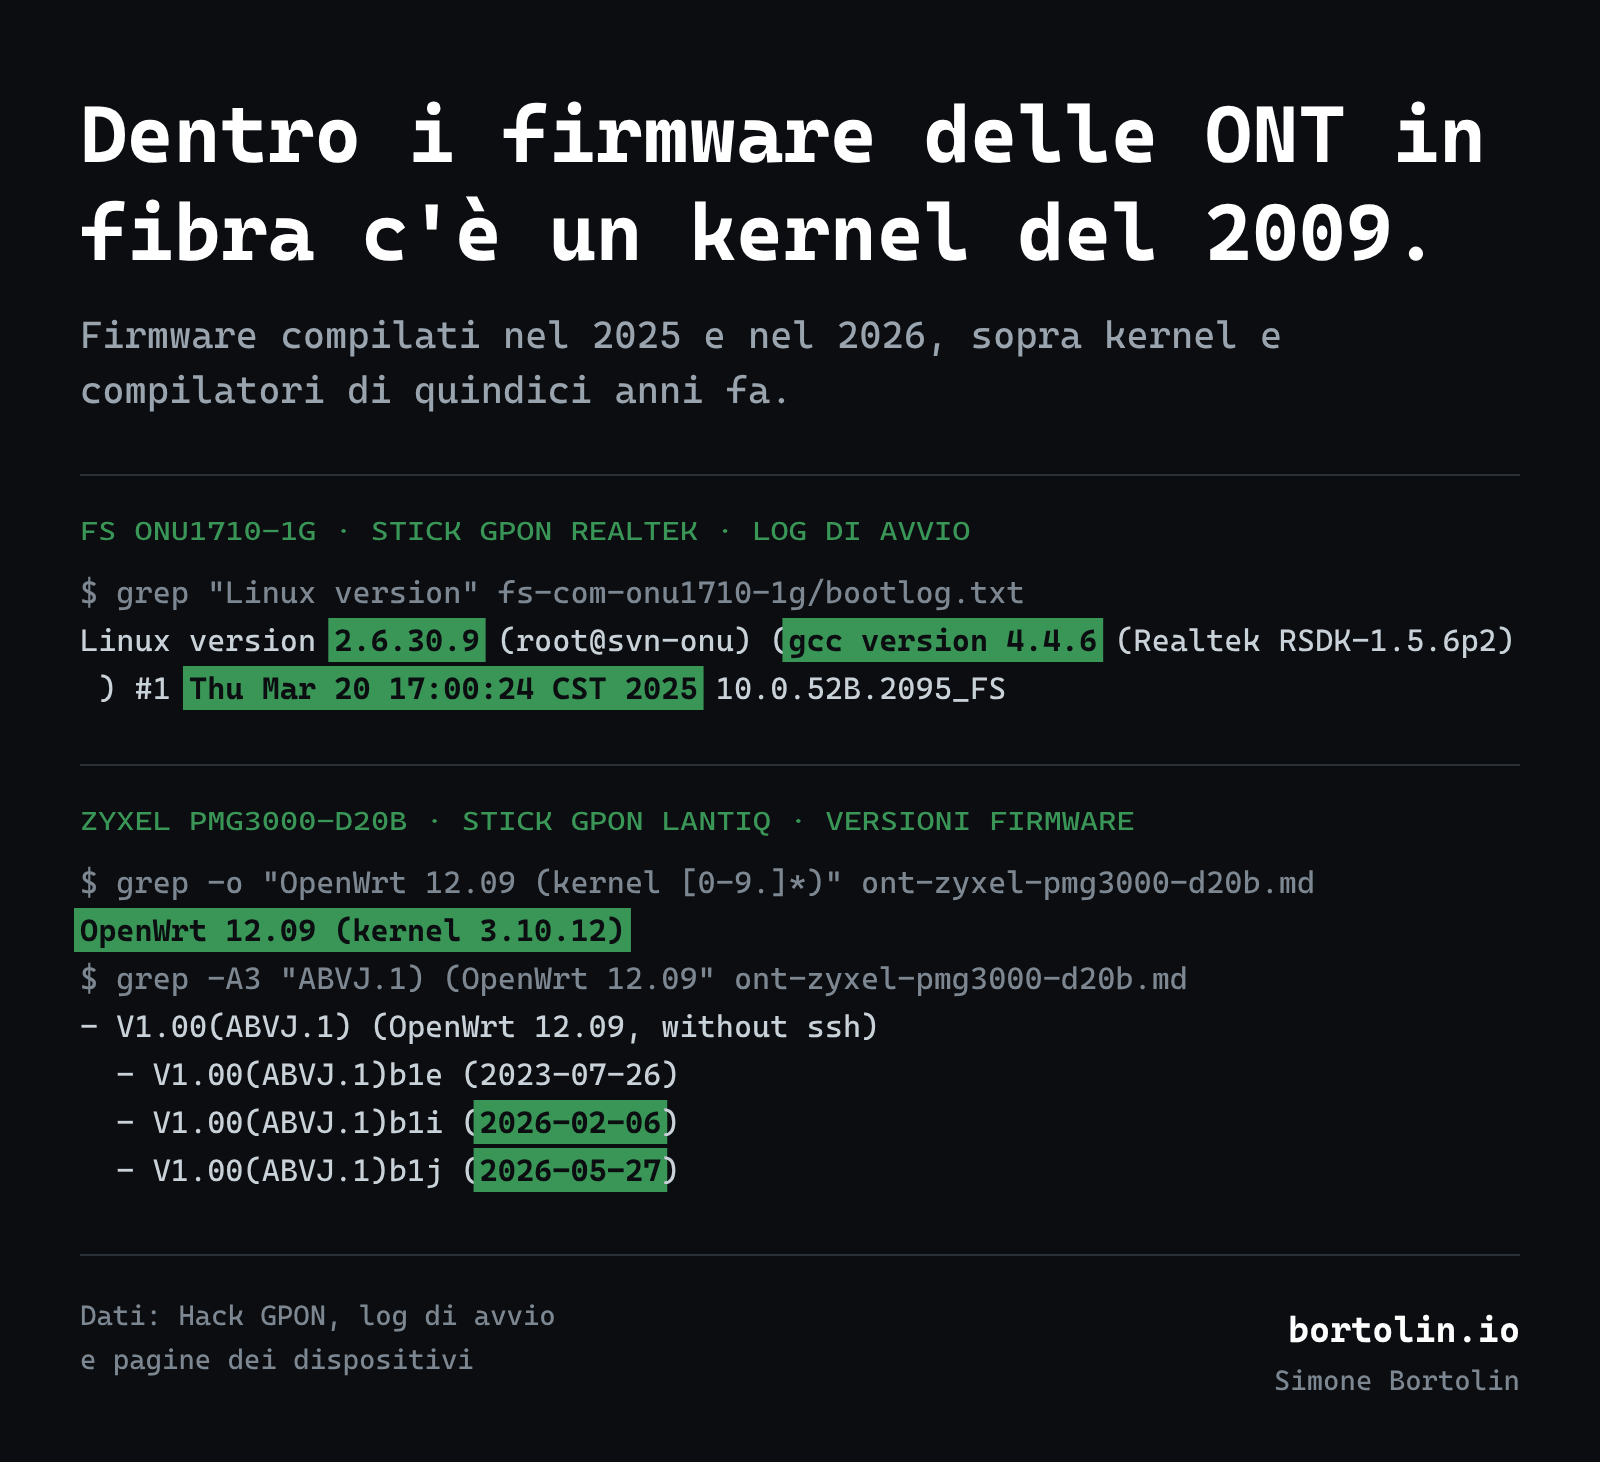 Dentro i firmware delle ONT in
fibra c'è un kernel del 2009.
Firmware compilati nel 2025 e nel 2026, sopra kernel e
compilatori di quindici anni fa.
FS ONU1710-1G · STICK GPON REALTEK · LOG DI AVVIO
$ grep "Linux version" fs-com-onu1710-1g/bootlog.txt
Linux version 2.6.30.9 (root@svn-onu) (gcc version 4.4.6 (Realtek RSDK-1.5.6p2)
) #1 Thu Mar 20 17:00:24 CST 2025 10.0.52B.2095_FS
ZYXEL PMG3000-D20B · STICK GPON LANTIQ · VERSIONI FIRMWARE
$ grep -o "OpenWrt 12.09 (kernel [0-9.]*)" ont-zyxel-pmg3000-d20b.md
OpenWrt 12.09 (kernel 3.10.12)
$ grep -A3 "ABVJ.1) (OpenWrt 12.09" ont-zyxel-pmg3000-d20b.md
- V1.00(ABVJ.1) (OpenWrt 12.09, without ssh)
  - V1.00(ABVJ.1)b1e (2023-07-26)
  - V1.00(ABVJ.1)b1i (2026-02-06)
  - V1.00(ABVJ.1)b1j (2026-05-27)
Dati: Hack GPON, log di avvio
e pagine dei dispositivi
bortolin.io
Simone Bortolin